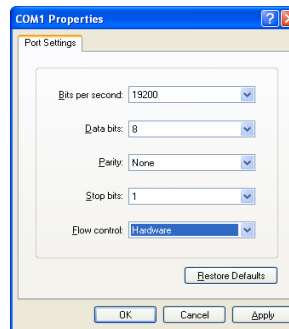 COM1 Properties
Port Settings
Bits per second: 19200
Data bits: 8
Parity: None
Stop bits: 1
Flow control: Hardware
Restore Defaults
OK Cancel Apply